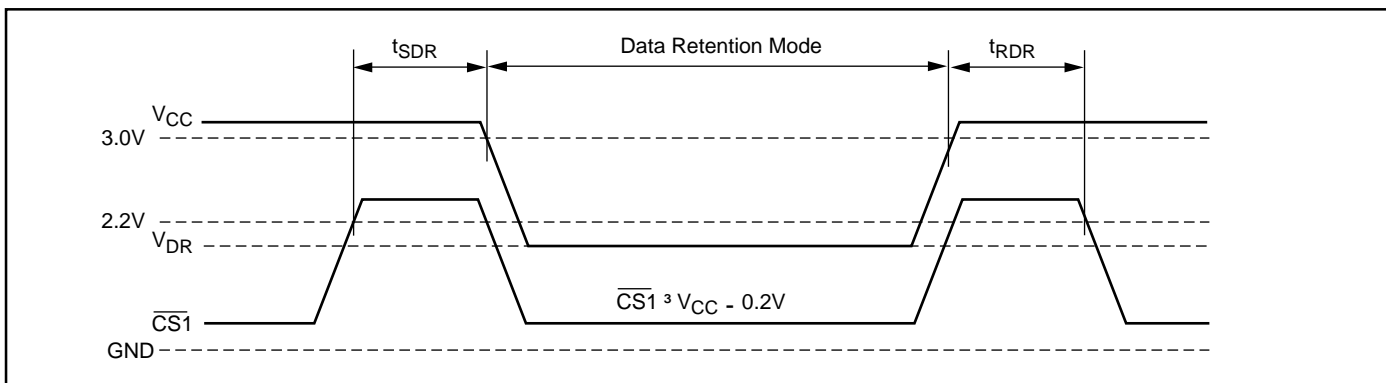 tSDR
Data Retention Mode
tRDR
VCC
3.0V
2.2V
VDR
CS1 ³ VCC - 0.2V
CS1
GND